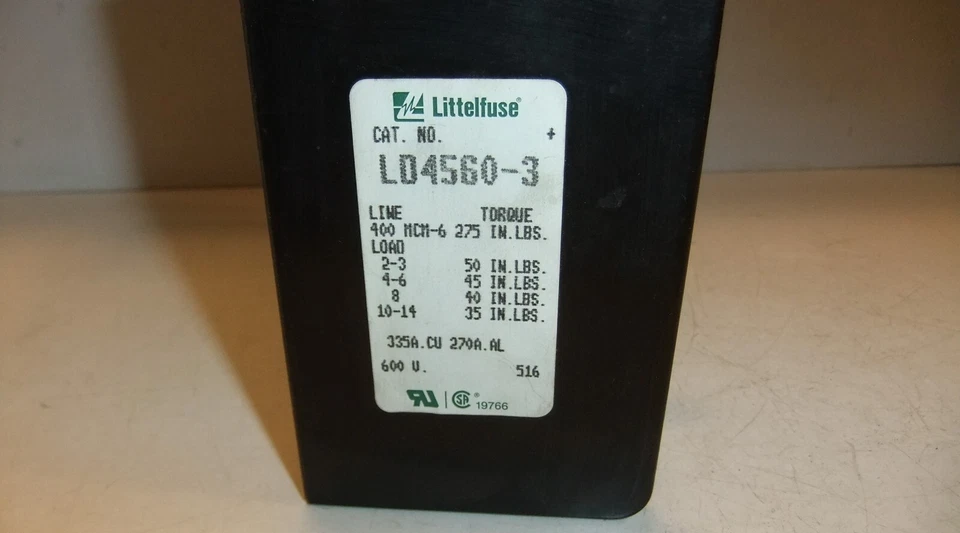 Littelfuse®
CAT. NO. +
LD4560-3
LINE TORQUE
400 MCM-6 275 IN.LBS.
LOAD
2-3 50 IN.LBS.
4-6 45 IN.LBS.
8 40 IN.LBS.
10-14 35 IN.LBS.
335A.CU 270A.AL
600 V. 516
RU SA® 19766